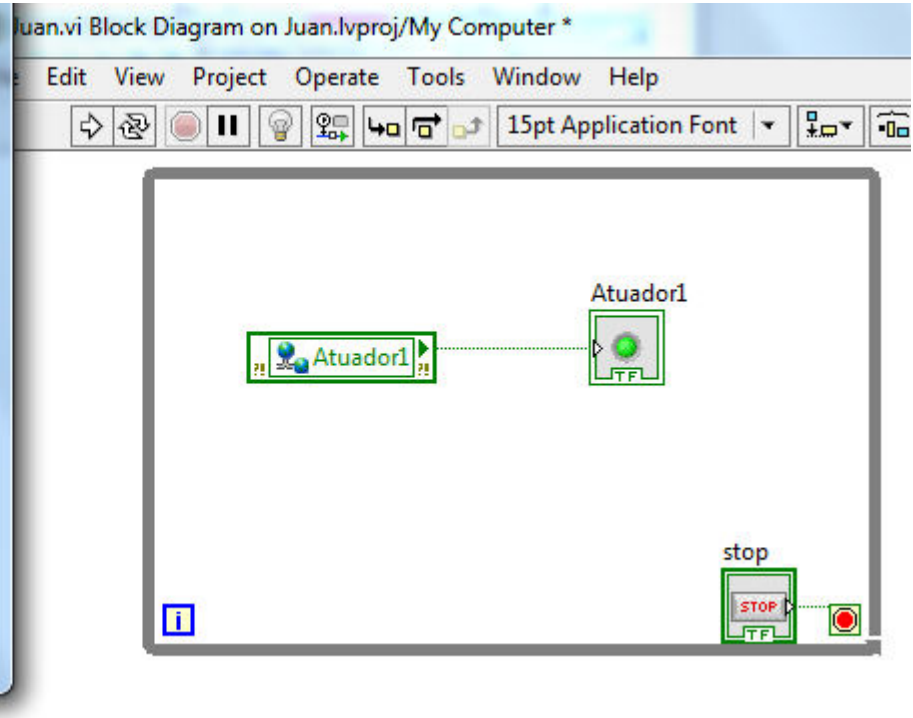 Juan.vi Block Diagram on Juan.lvproj/My Computer *
Edit View Project Operate Tools Window Help
15pt Application Font
Atuador1
?! Atuador1 ?!
TF
stop
STOP
i
TF